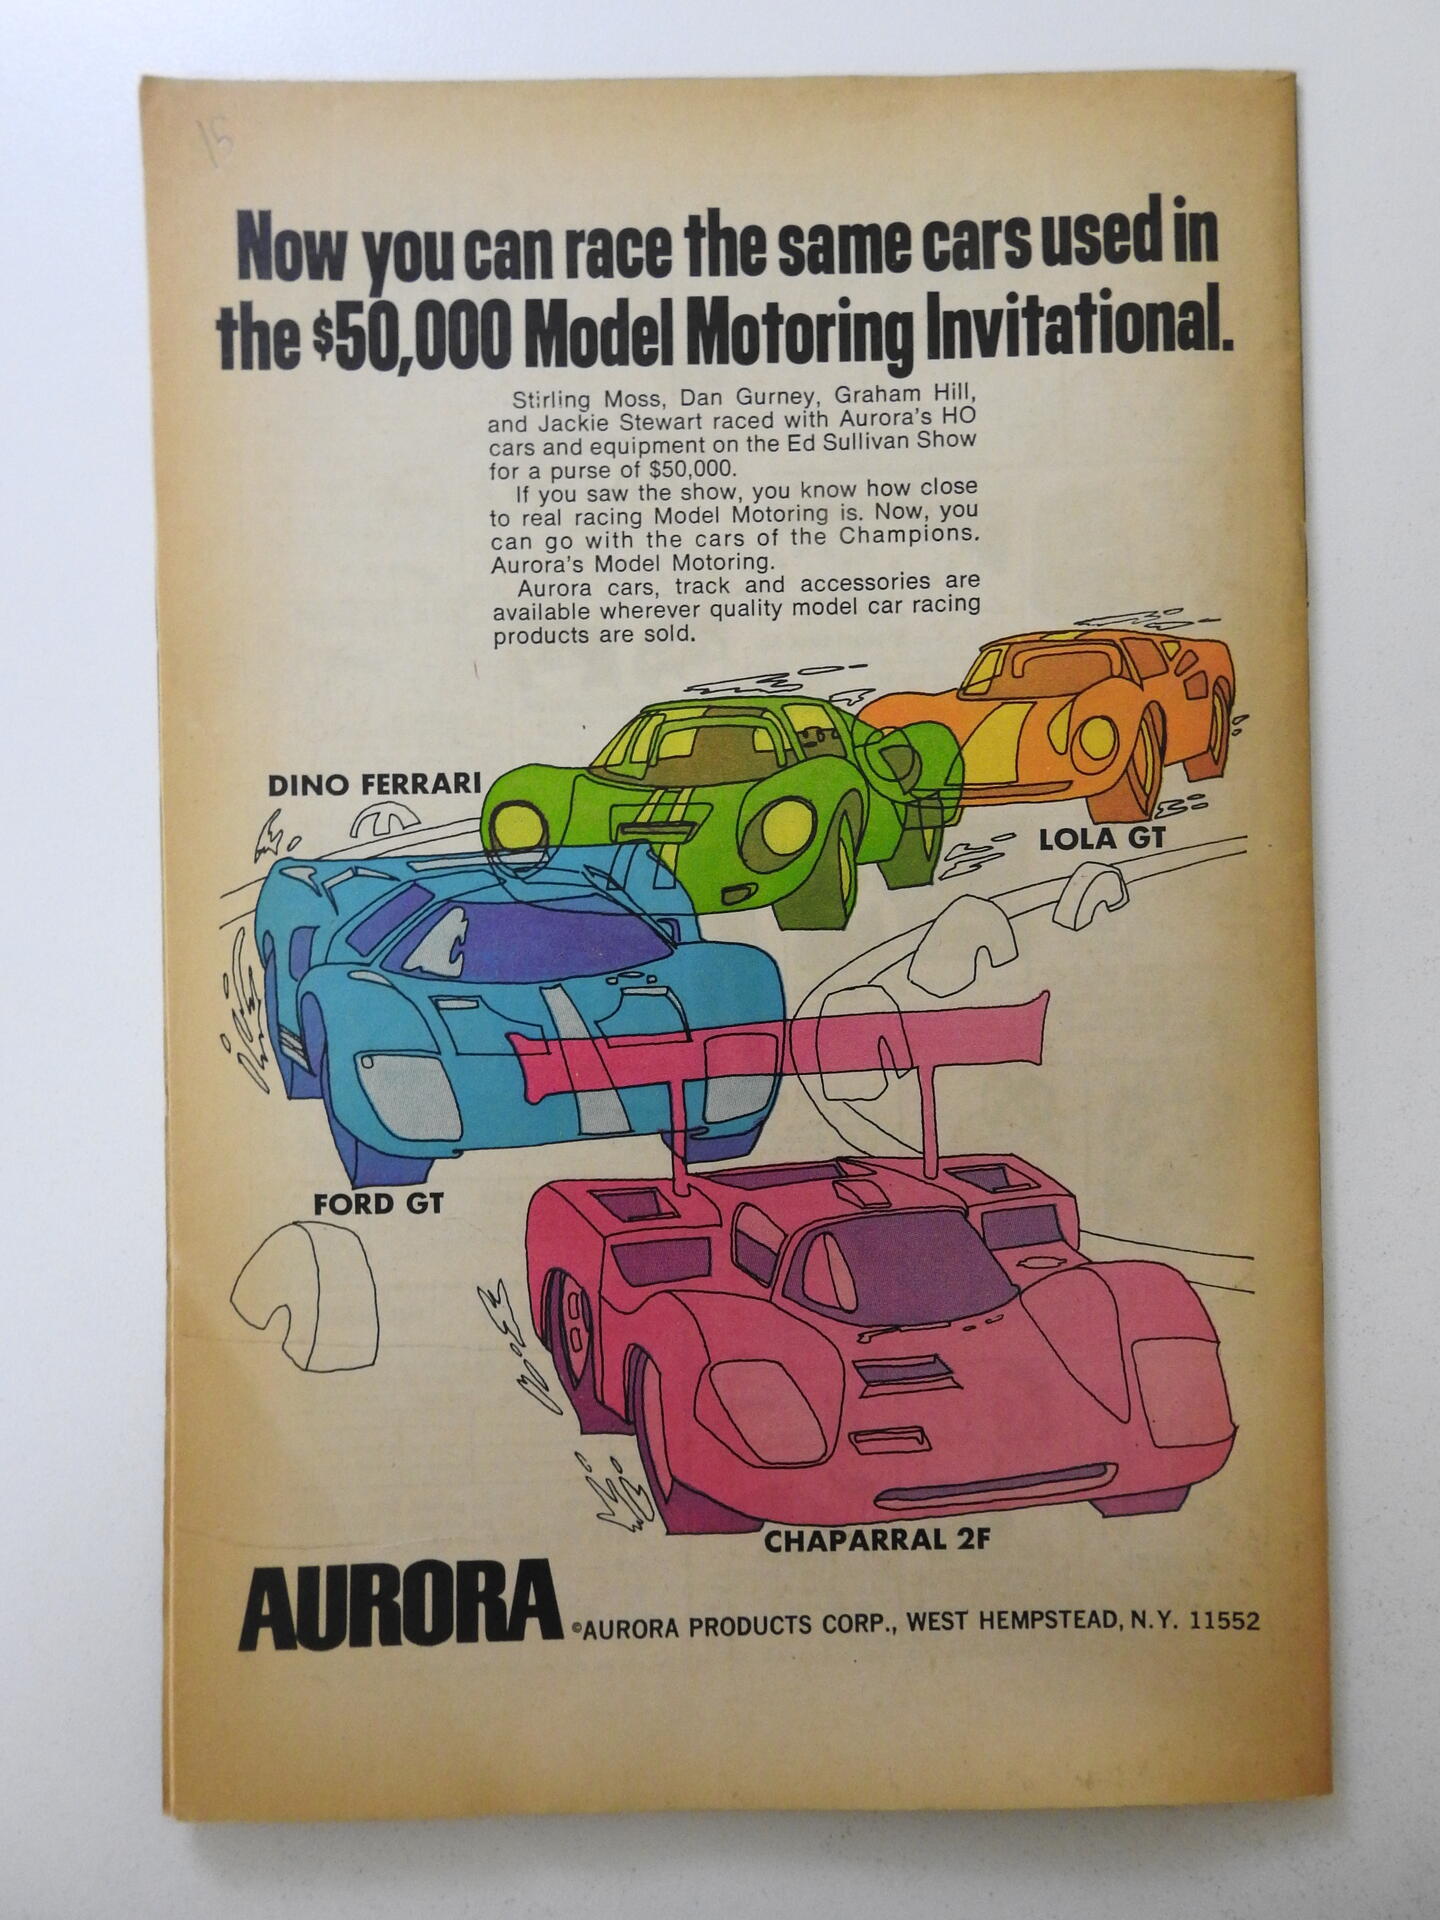 15
Now you can race the same cars used in
the $50,000 Model Motoring Invitational.
Stirling Moss, Dan Gurney, Graham Hill,
and Jackie Stewart raced with Aurora's HO
cars and equipment on the Ed Sullivan Show
for a purse of $50,000.
If you saw the show, you know how close
to real racing Model Motoring is. Now, you
can go with the cars of the Champions.
Aurora's Model Motoring.
Aurora cars, track and accessories are
available wherever quality model car racing
products are sold.
DINO FERRARI
LOLA GT
FORD GT
CHAPARRAL 2F
AURORA
©AURORA PRODUCTS CORP., WEST HEMPSTEAD, N.Y. 11552